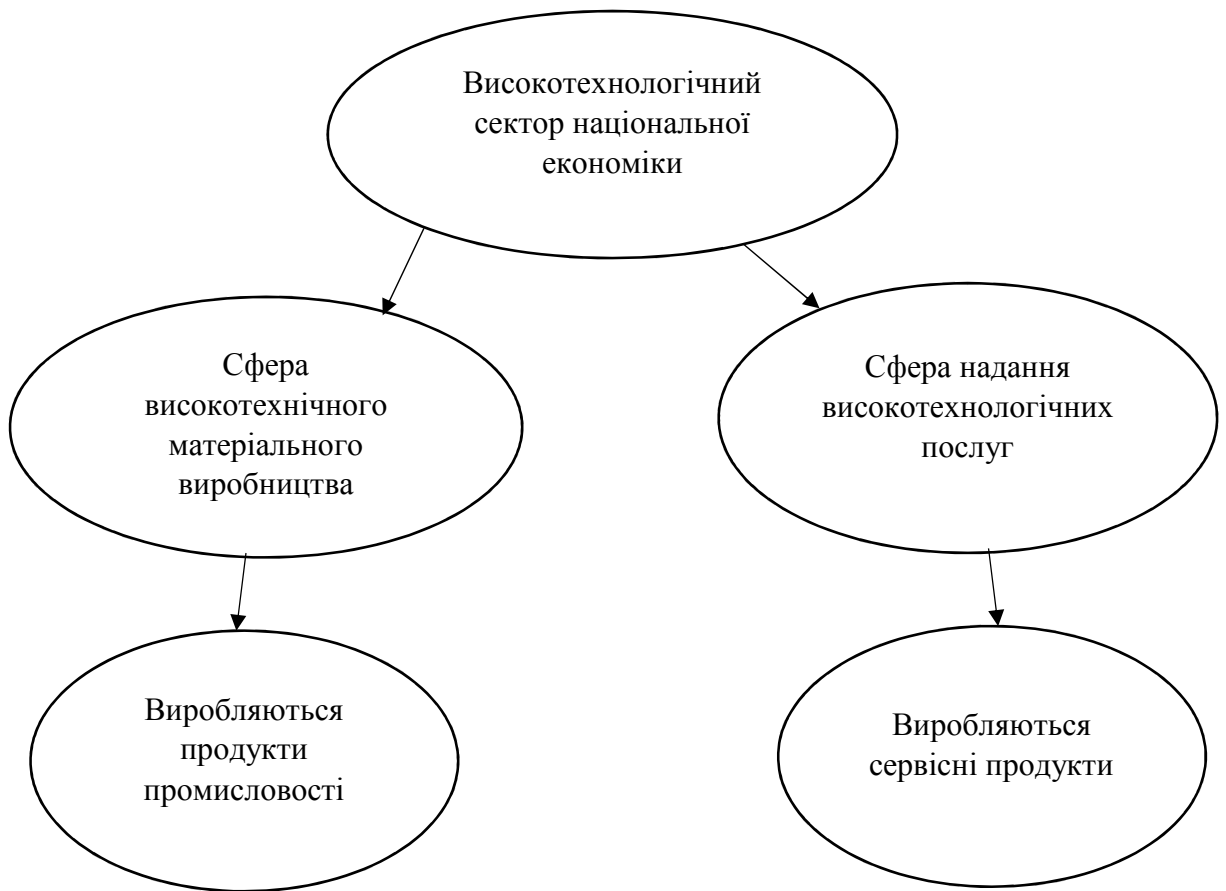 Високотехнологічний
сектор національної
економіки
Сфера
високотехнічного
матеріального
виробництва
Сфера надання
високотехнологічних
послуг
Виробляються
продукти
промисловості
Виробляються
сервісні продукти